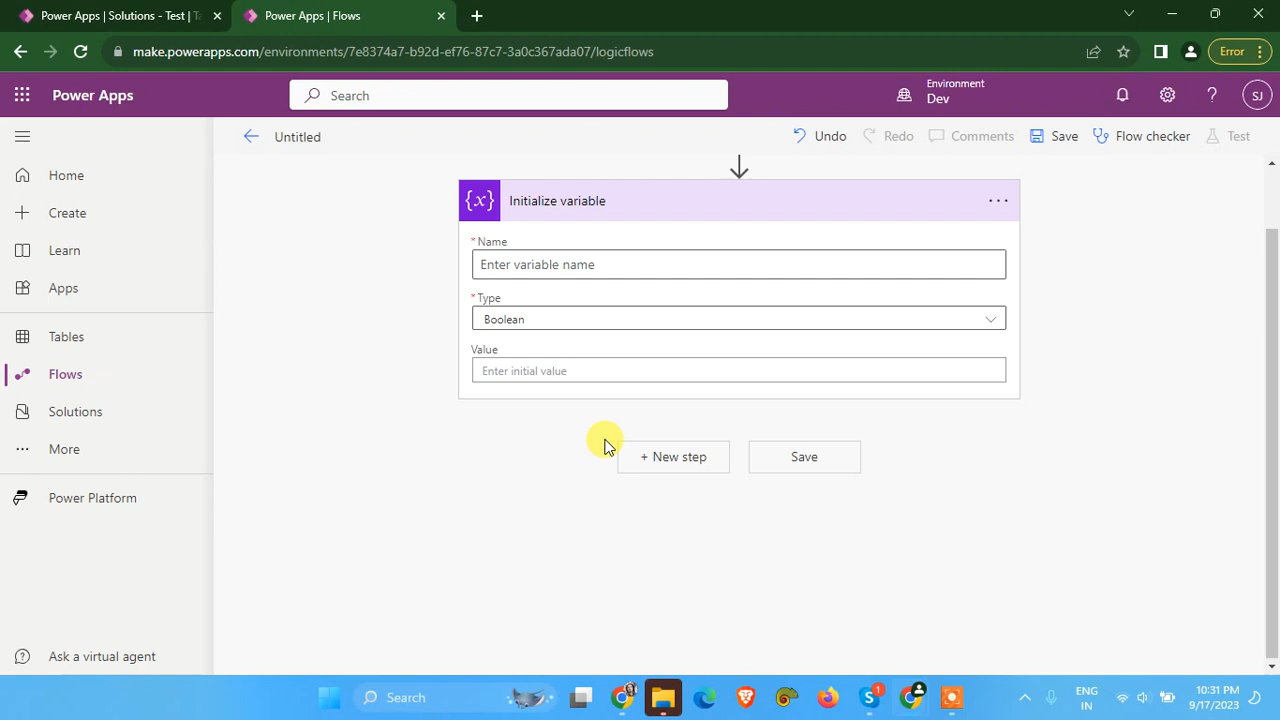 Power Apps | Solutions - Test | Ta
Power Apps | Flows
make.powerapps.com/environments/7e8374a7-b92d-ef76-87c7-3a0c367ada07/logicflows
Error
Power Apps
Search
Environment
Dev
SJ
Untitled
Undo
Redo
Comments
Save
Flow checker
Test
Home
Create
Learn
Apps
Tables
Flows
Solutions
More
Power Platform
Ask a virtual agent
{x}
Initialize variable
* Name
Enter variable name
* Type
Boolean
Value
Enter initial value
+ New step
Save
Search
1
ENG
IN
10:31 PM
9/17/2023